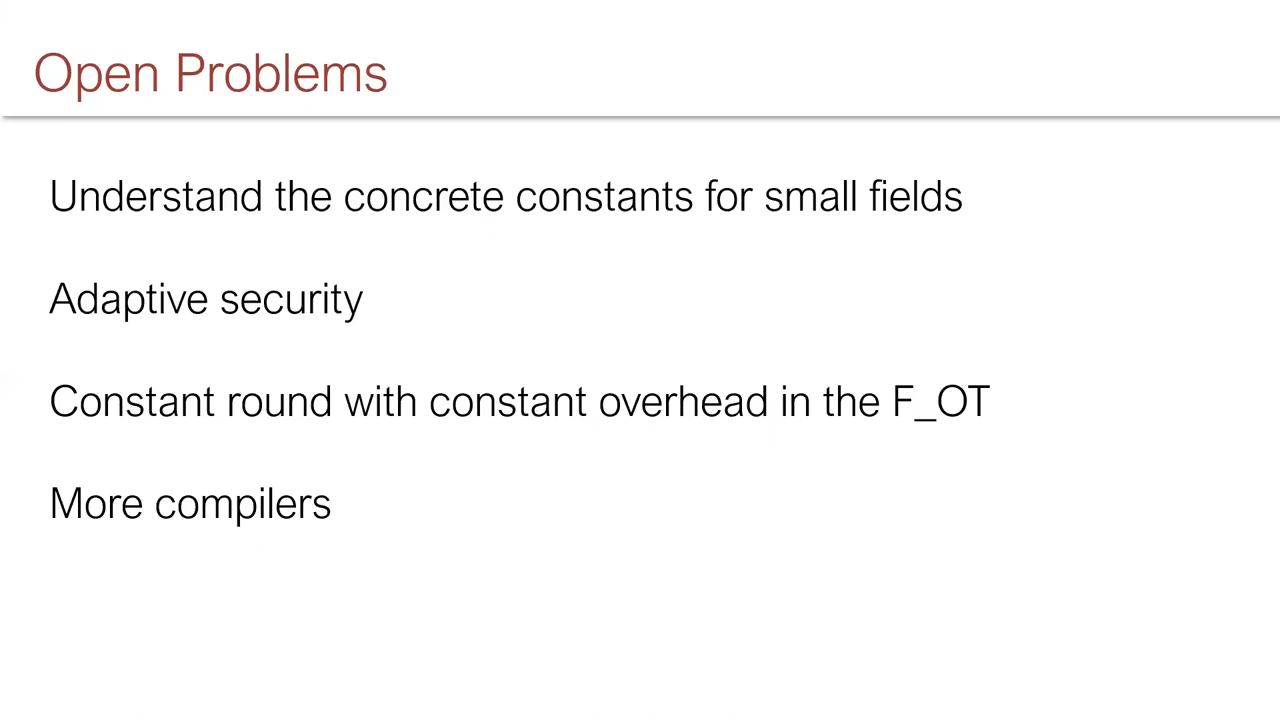 Open Problems
Understand the concrete constants for small fields
Adaptive security
Constant round with constant overhead in the F_OT
More compilers